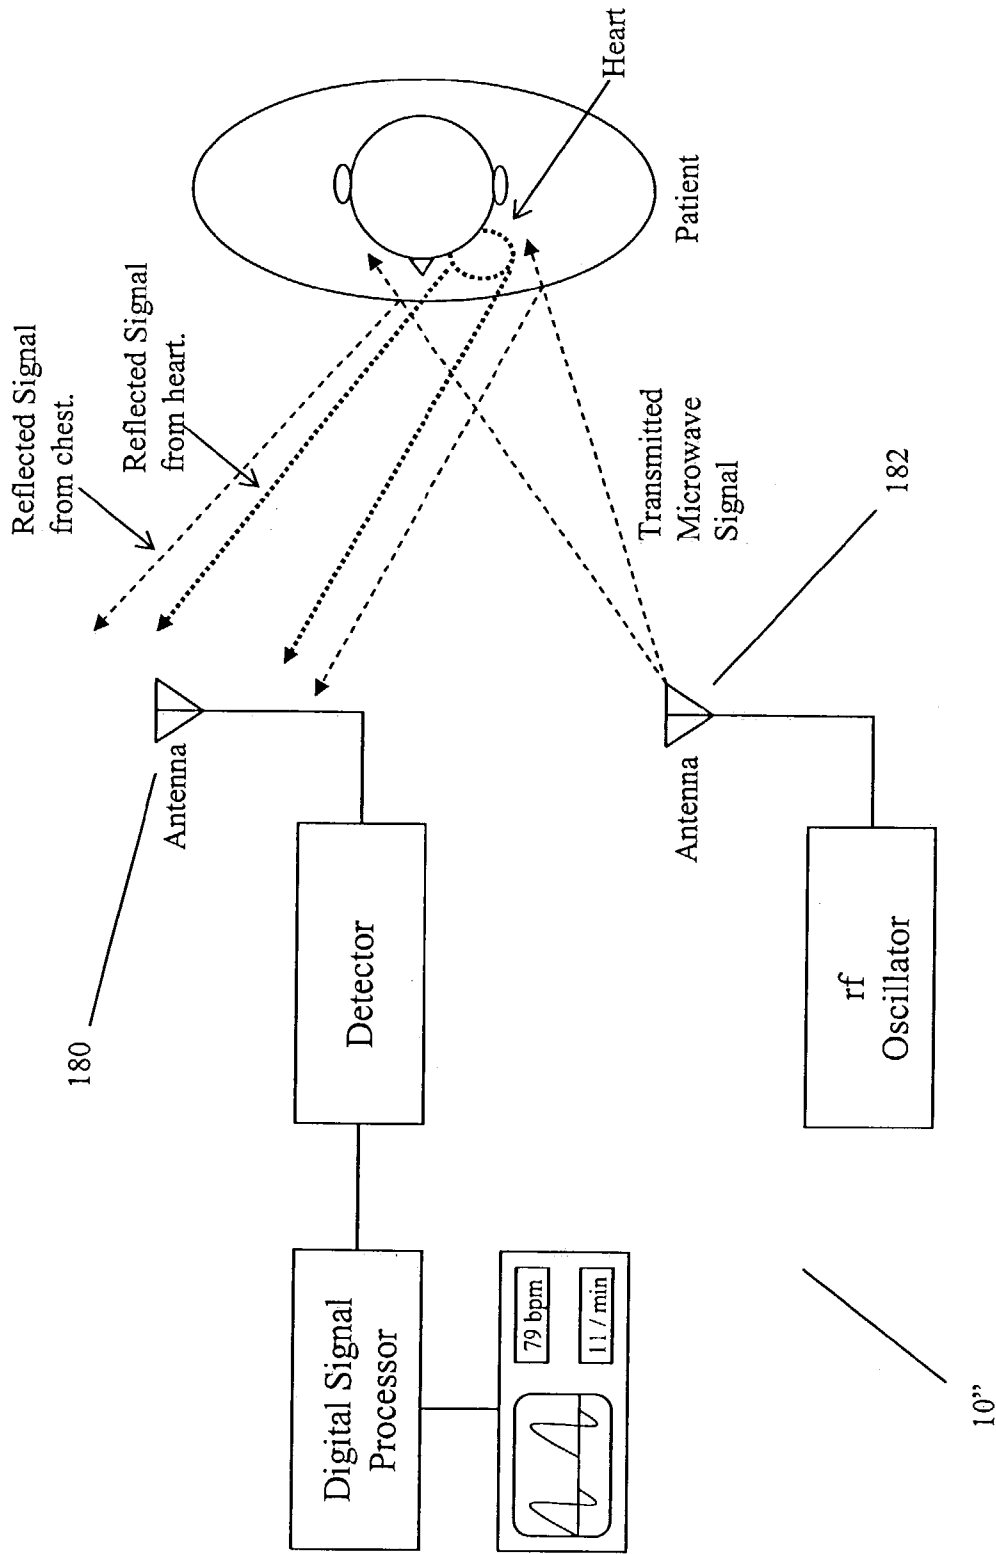 Reflected Signal
from chest.
Reflected Signal
from heart.
Heart
Patient
Transmitted
Microwave
Signal
180
Antenna
182
Antenna
Detector
rf
Oscillator
Digital Signal
Processor
79 bpm
11 / min
10”